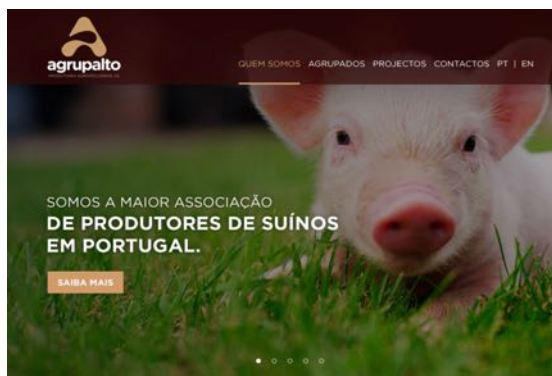 agrupalto
QUEM SOMOS AGRUPADOS PROJECTOS CONTACTOS PT | EN
SOMOS A MAIOR ASSOCIAÇÃO
DE PRODUTORES DE SUÍNOS
EM PORTUGAL.
SAIBA MAIS